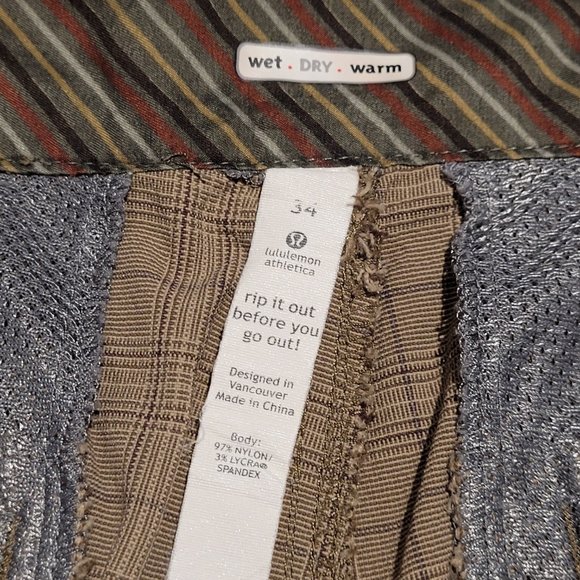 wet . DRY . warm
34
lululemon
athletica
rip it out
before you
go out!
Designed in
Vancouver
Made in China
Body:
97% NYLON/
3% LYCRA®
SPANDEX